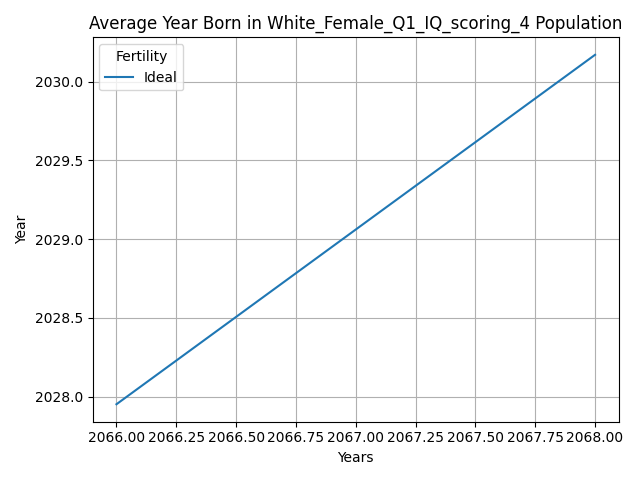 Average Year Born in White_Female_Q1_IQ_scoring_4 Population
Fertility
Ideal
2030.0
2029.5
2029.0
2028.5
2028.0
Year
2066.00 2066.25 2066.50 2066.75 2067.00 2067.25 2067.50 2067.75 2068.00
Years